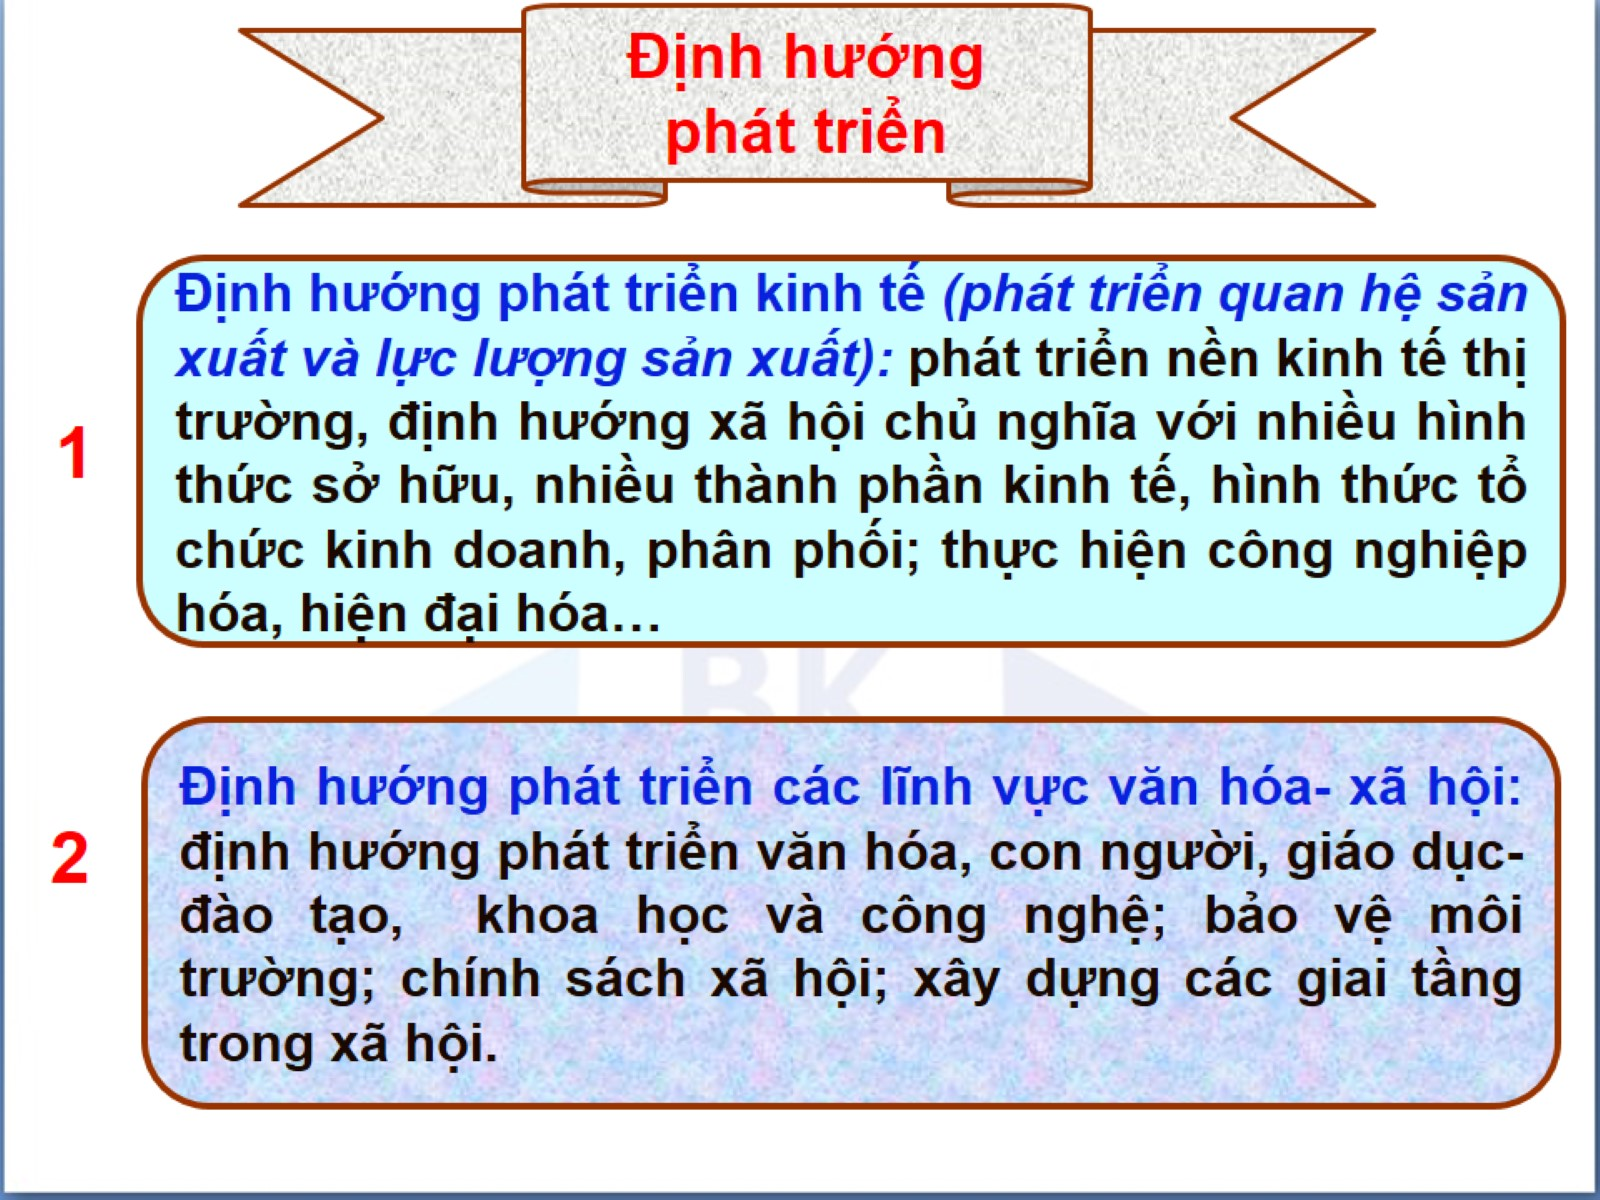 Định hướng
phát triển
1
Định hướng phát triển kinh tế (phát triển quan hệ sản
xuất và lực lượng sản xuất): phát triển nền kinh tế thị
trường, định hướng xã hội chủ nghĩa với nhiều hình
thức sở hữu, nhiều thành phần kinh tế, hình thức tổ
chức kinh doanh, phân phối; thực hiện công nghiệp
hóa, hiện đại hóa…
BK
2
Định hướng phát triển các lĩnh vực văn hóa- xã hội:
định hướng phát triển văn hóa, con người, giáo dục-
đào tạo, khoa học và công nghệ; bảo vệ môi
trường; chính sách xã hội; xây dựng các giai tầng
trong xã hội.